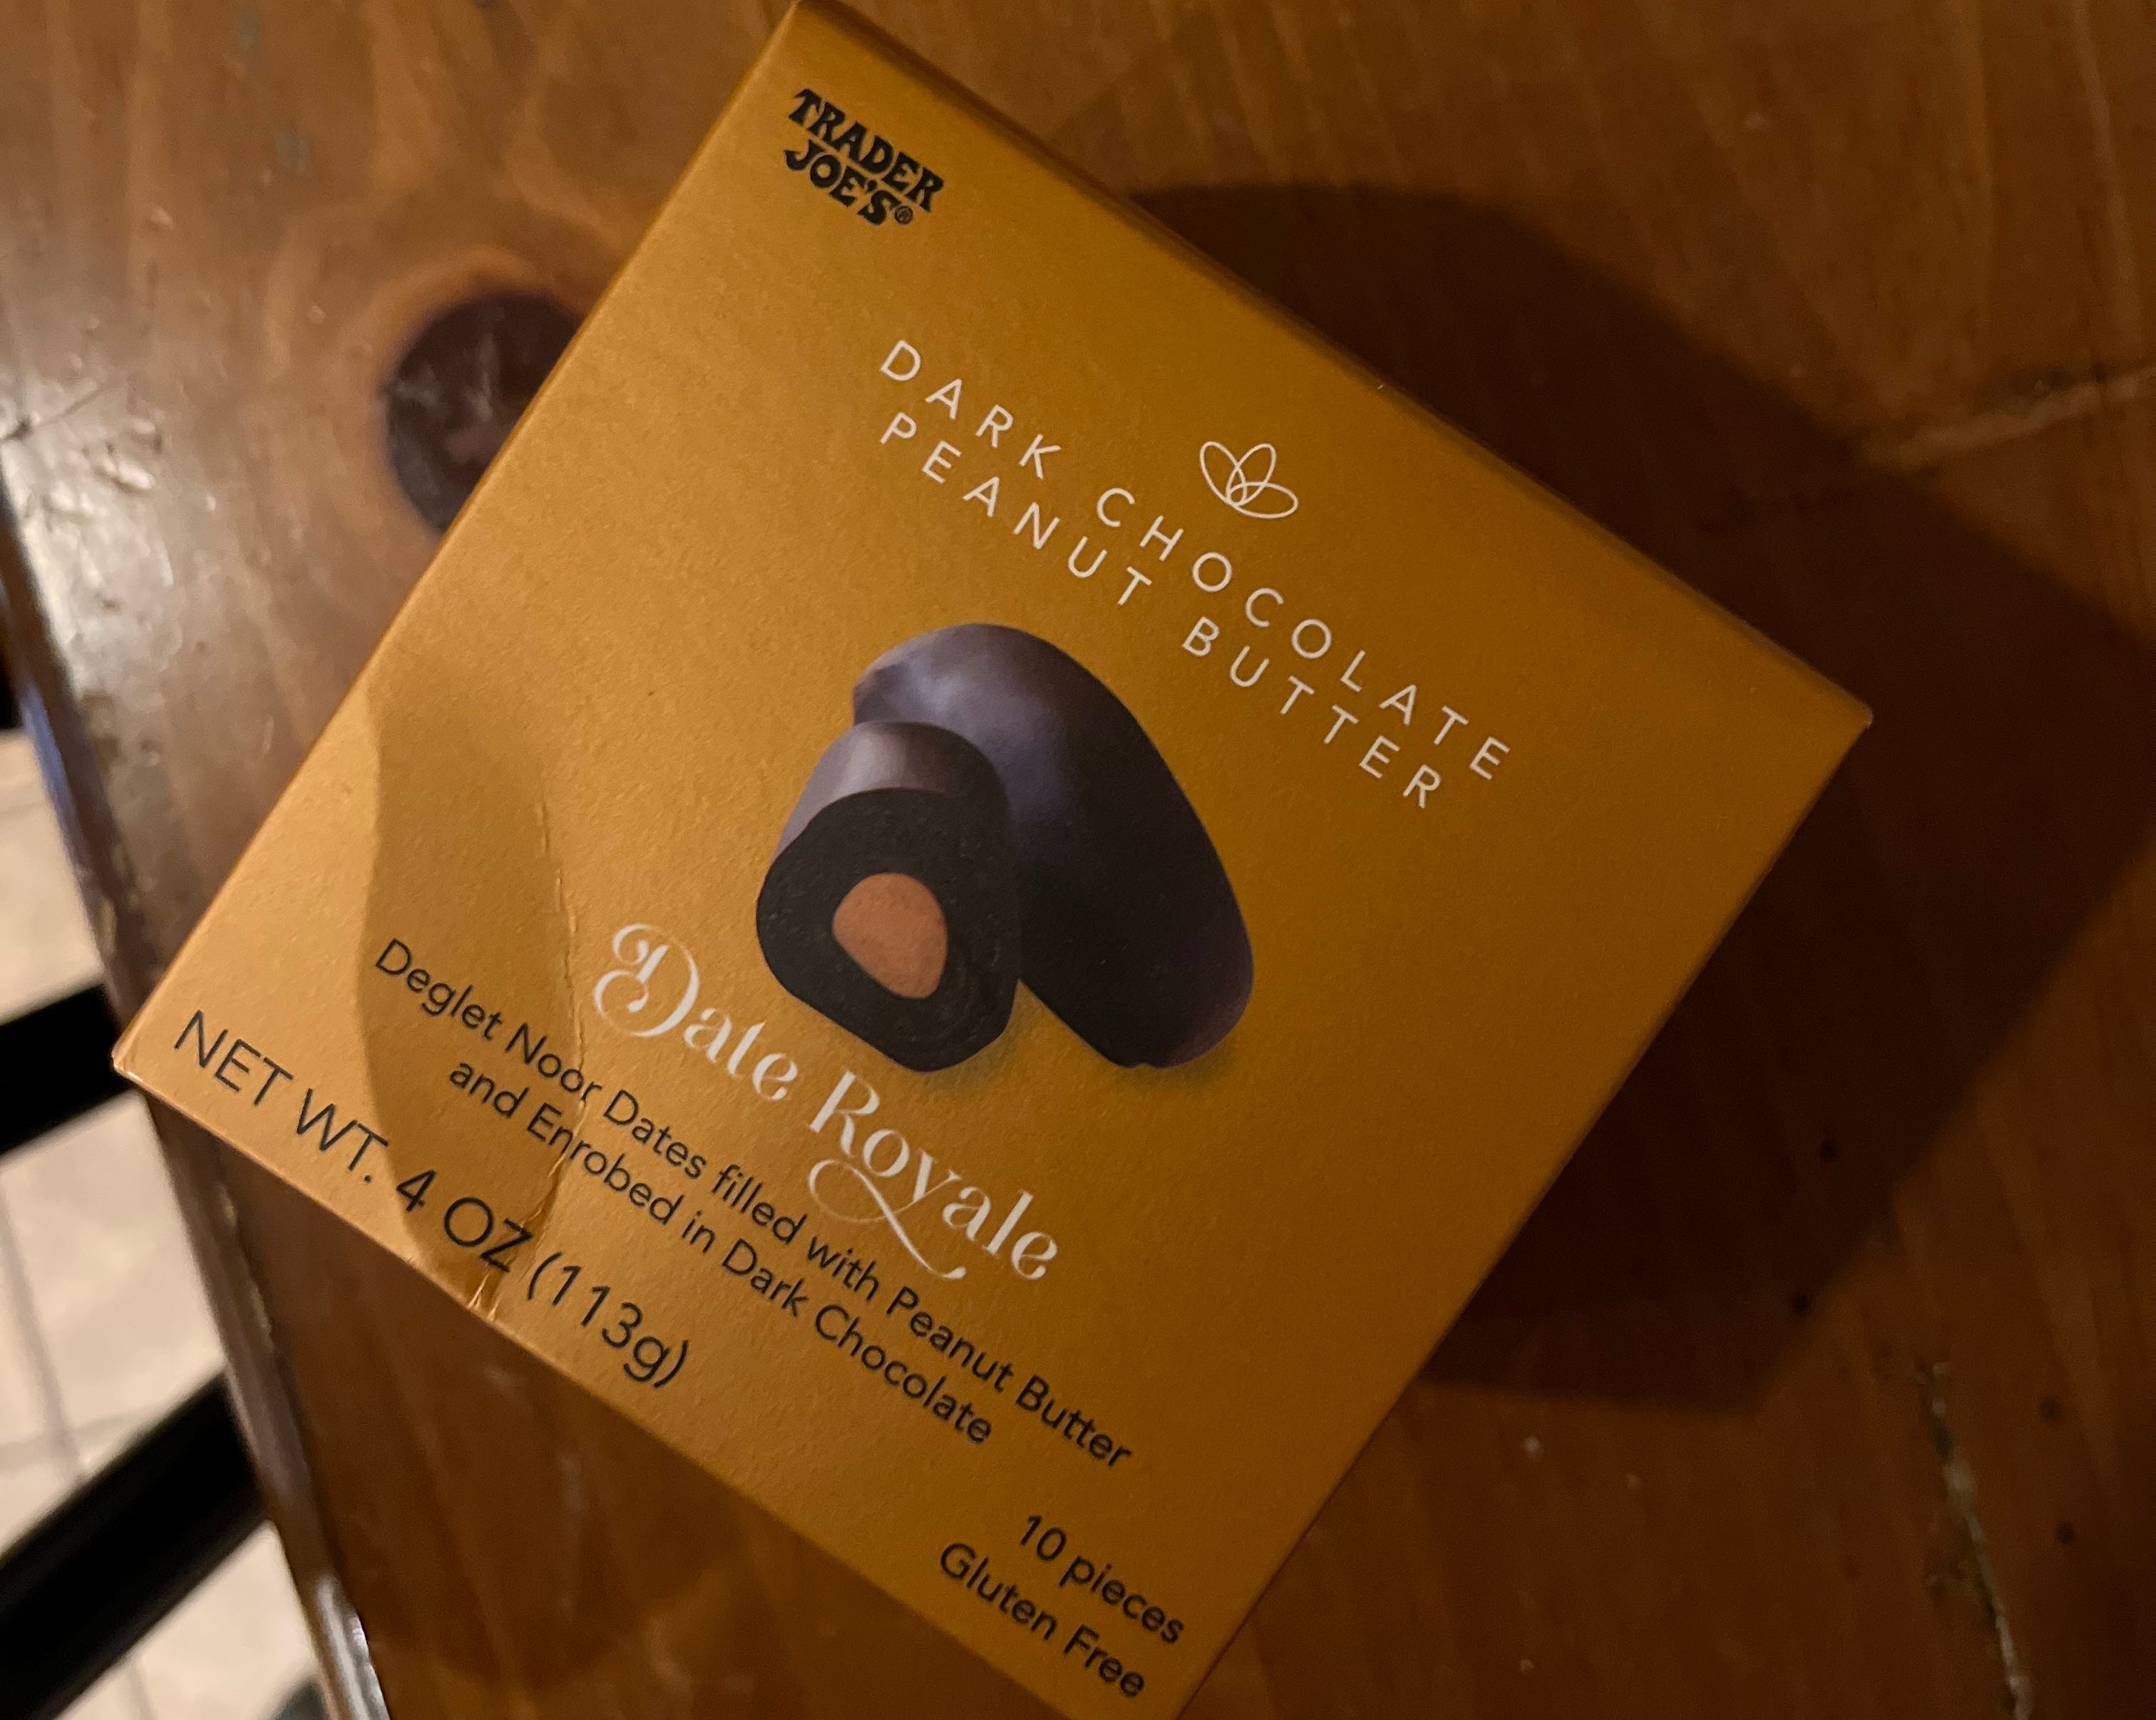 TRADER
JOE'S®
DARK CHOCOLATE
PEANUT BUTTER
Date Royale
Deglet Noor Dates filled with Peanut Butter
and Enrobed in Dark Chocolate
NET WT. 4 OZ (113g)
10 pieces
Gluten Free